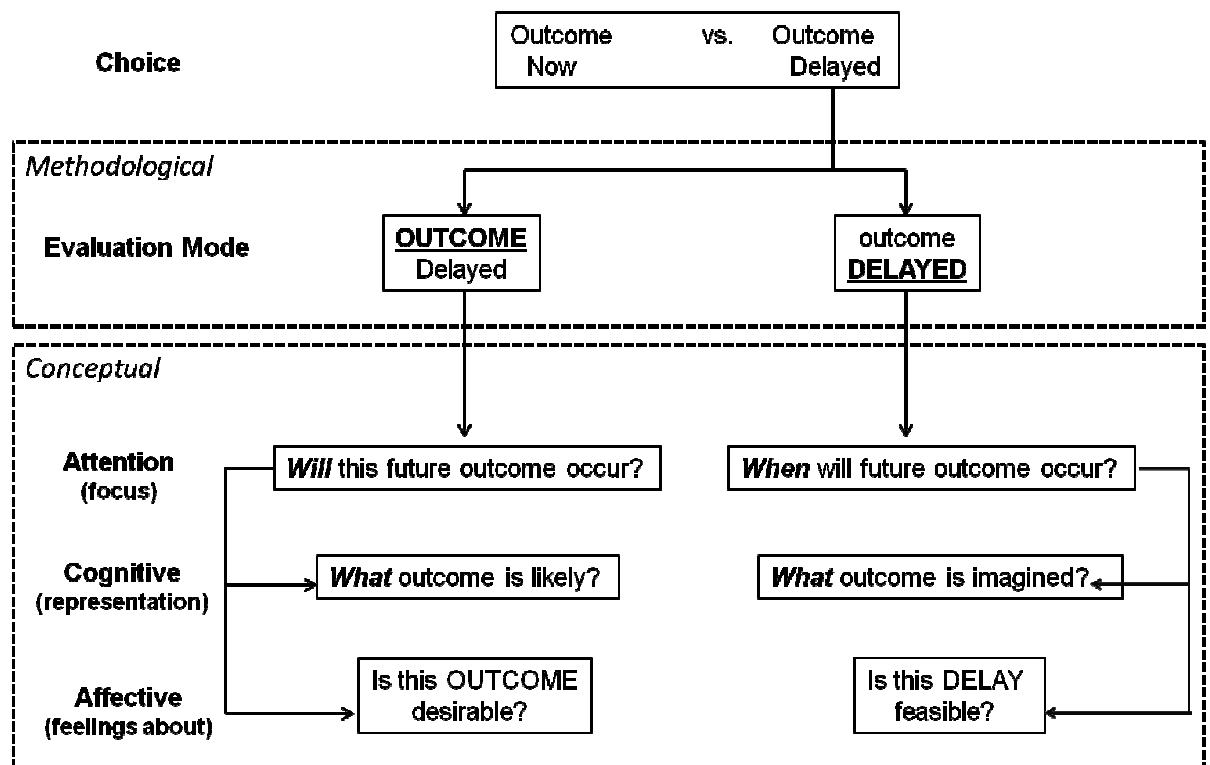 Choice
Outcome vs. Outcome
Now Delayed
Methodological
Evaluation Mode
OUTCOME
Delayed
outcome
DELAYED
Conceptual
Attention
(focus)
Will this future outcome occur?
When will future outcome occur?
Cognitive
(representation)
What outcome is likely?
What outcome is imagined?
Affective
(feelings about)
Is this OUTCOME
desirable?
Is this DELAY
feasible?